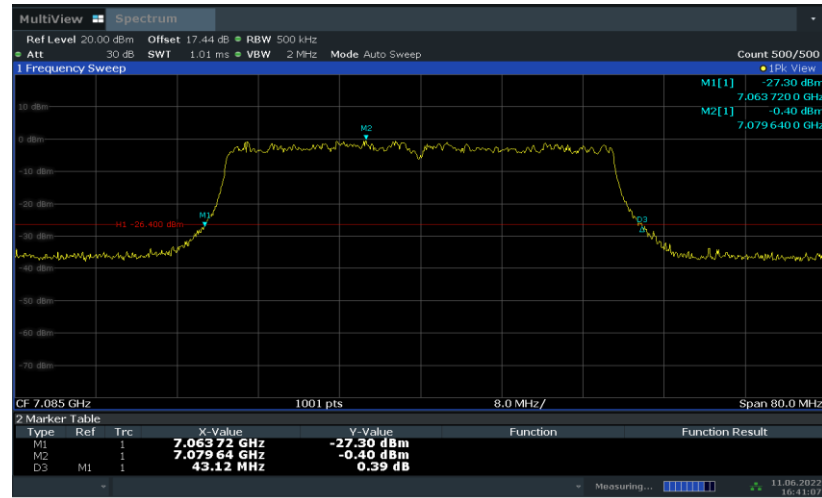 MultiView Spectrum
Ref Level 20.00 dBm Offset 17.44 dB RBW 500 kHz
Att 30 dB SWT 1.01 ms VBW 2 MHz Mode Auto Sweep Count 500/500
1 Frequency Sweep 1Pk View
M1[1] -27.30 dBm
7.063 720 0 GHz
M2[1] -0.40 dBm
7.079 640 0 GHz
10 dBm
M2
0 dBm
-10 dBm
-20 dBm
M1
D3
H1 -26.400 dBm
-30 dBm
-40 dBm
-50 dBm
-60 dBm
-70 dBm
CF 7.085 GHz 1001 pts 8.0 MHz/ Span 80.0 MHz
2 Marker Table
Type Ref Trc X-Value Y-Value Function Function Result
M1 1 7.063 72 GHz -27.30 dBm
M2 1 7.079 64 GHz -0.40 dBm
D3 M1 1 43.12 MHz 0.39 dB
Measuring... 11.06.2022
16:41:07